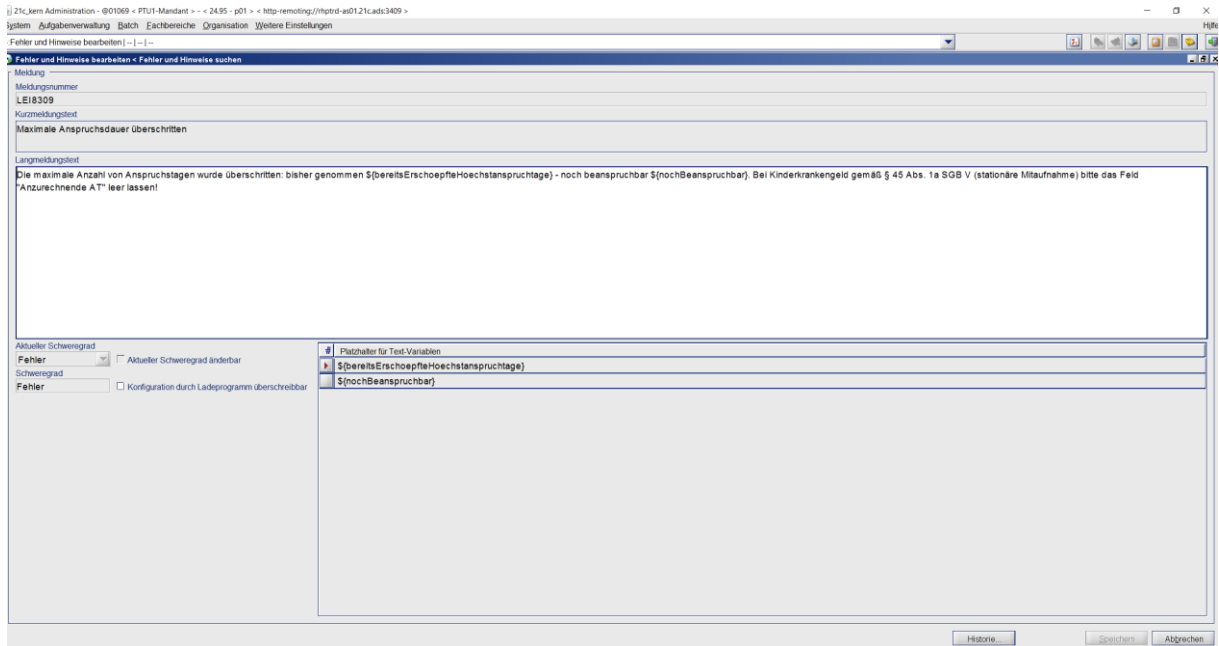 21c_kern Administration - @01069 < PTU1-Mandant > - < 24.95 - p01 > < http-remoting://rhptrd-as01.21c.ads:3409 >
System Aufgabenverwaltung Batch Fachbereiche Organisation Weitere Einstellungen Hilfe
Fehler und Hinweise bearbeiten | -- | -- | --
Fehler und Hinweise bearbeiten < Fehler und Hinweise suchen
Meldung
Meldungsnummer
LEI8309
Kurzmeldungstext
Maximale Anspruchsdauer überschritten
Langmeldungstext
Die maximale Anzahl von Anspruchstagen wurde überschritten: bisher genommen ${bereitsErschoepfteHoechstanspruchtage} - noch beanspruchbar ${nochBeanspruchbar}. Bei Kinderkrankengeld gemäß § 45 Abs. 1a SGB V (stationäre Mitaufnahme) bitte das Feld
"Anzurechnende AT" leer lassen!
Aktueller Schweregrad
Fehler Aktueller Schweregrad änderbar
Schweregrad
Fehler Konfiguration durch Ladeprogramm überschreibbar
# Platzhalter für Text-Variablen
${bereitsErschoepfteHoechstanspruchtage}
${nochBeanspruchbar}
Historie... Speichern Abbrechen